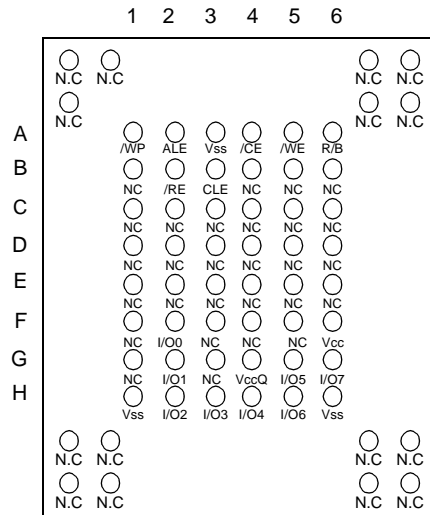 1 2 3 4 5 6
N.C N.C N.C N.C
N.C N.C N.C
A
/WP ALE Vss /CE /WE R/B
B
NC /RE CLE NC NC NC
C
NC NC NC NC NC NC
D
NC NC NC NC NC NC
E
NC NC NC NC NC NC
F
NC I/O0 NC NC NC Vcc
G
NC I/O1 NC VccQ I/O5 I/O7
H
Vss I/O2 I/O3 I/O4 I/O6 Vss
N.C N.C N.C N.C
N.C N.C N.C N.C